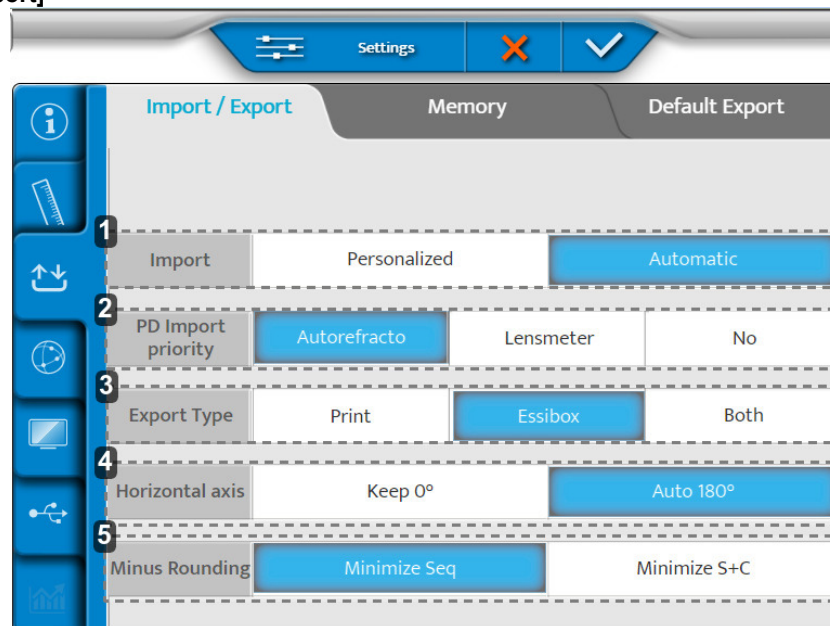 ort]
Settings
Import / Export Memory Default Export
1
Import Personalized Automatic
2
PD Import
priority Autorefracto Lensmeter No
3
Export Type Print Essibox Both
4
Horizontal axis Keep 0° Auto 180°
5
Minus Rounding Minimize Seq Minimize S+C